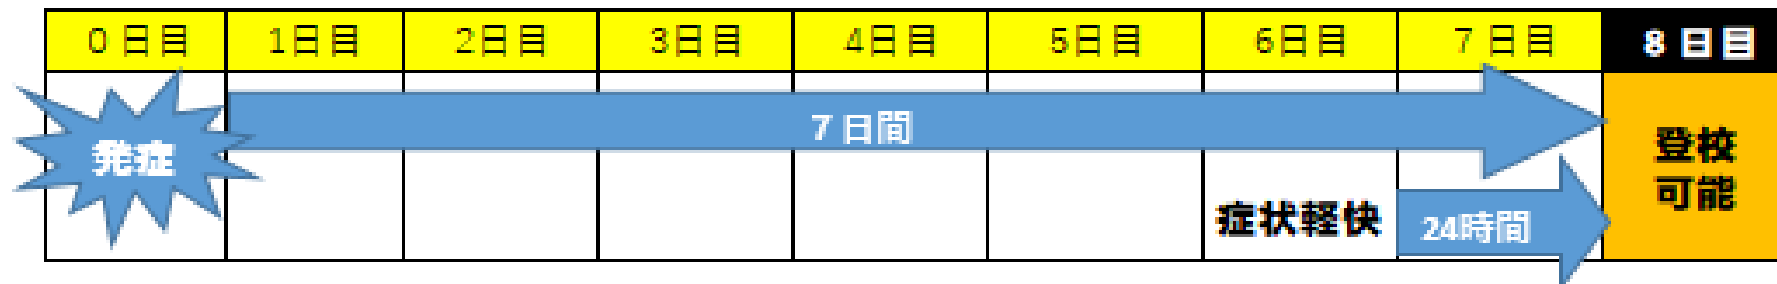 0 日目 1日目 2日目 3日目 4日目 5日目 6日目 7 日目 8 日目
発症
7 日間
登校
可能
症状軽快
24時間